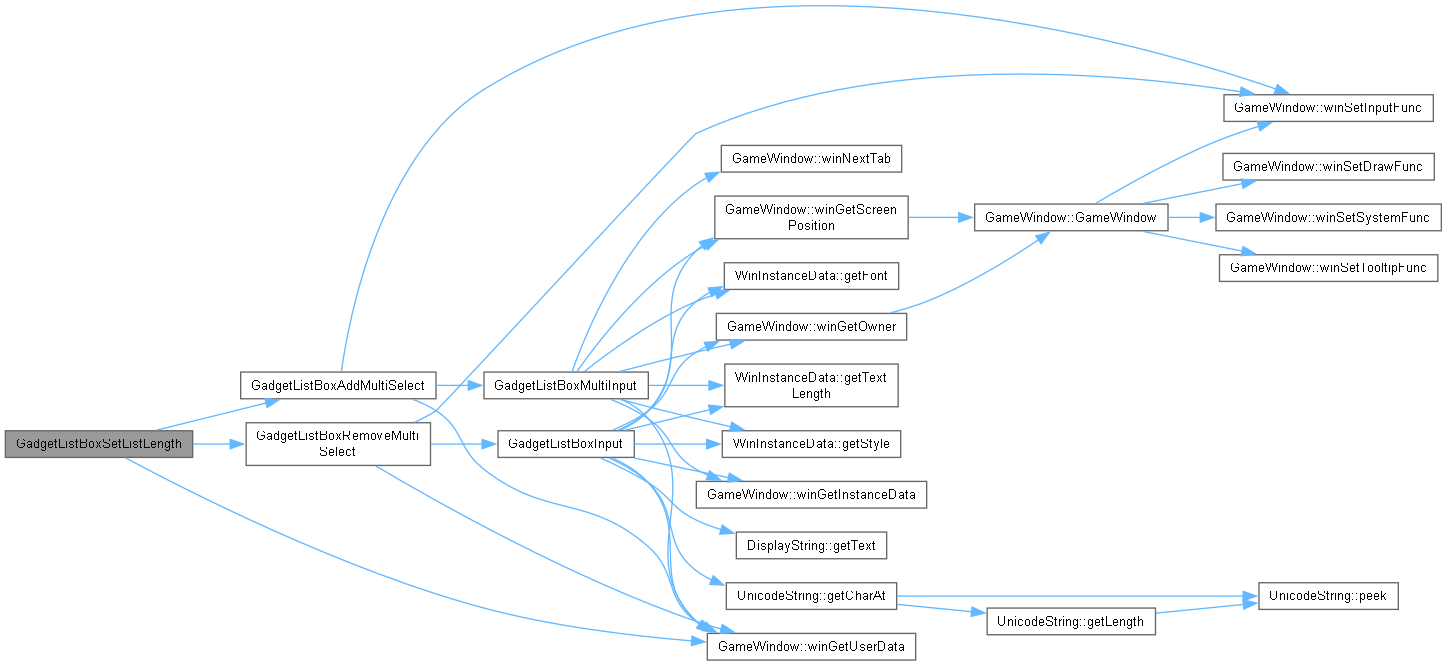 GameWindow::winSetInputFunc
GameWindow::winNextTab
GameWindow::winSetDrawFunc
GameWindow::winGetScreen
Position
GameWindow::GameWindow
GameWindow::winSetSystemFunc
WinInstanceData::getFont
GameWindow::winSetTooltipFunc
GameWindow::winGetOwner
GadgetListBoxAddMultiSelect
GadgetListBoxMultiInput
WinInstanceData::getText
Length
GadgetListBoxSetListLength
GadgetListBoxRemoveMulti
Select
GadgetListBoxInput
WinInstanceData::getStyle
GameWindow::winGetInstanceData
DisplayString::getText
UnicodeString::getCharAt
UnicodeString::peek
UnicodeString::getLength
GameWindow::winGetUserData